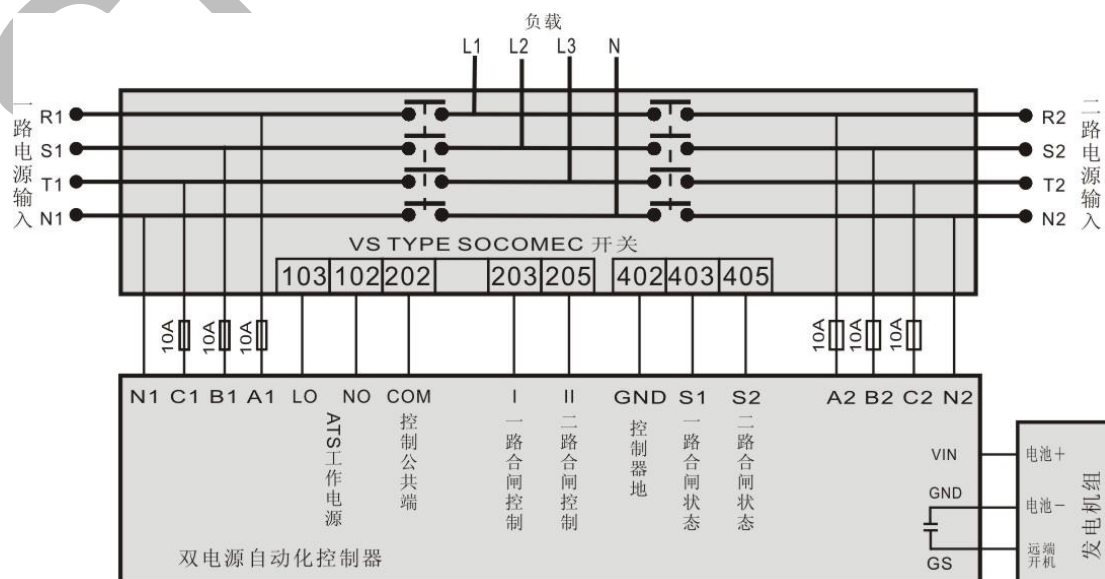 负载
L1 L2 L3 N
一路电源输入
R1
S1
T1
N1
R2
S2
T2
N2
二路电源输入
VS TYPE SOCOMEC 开关
103 102 202 203 205 402 403 405
10A 10A 10A 10A 10A 10A
N1 C1 B1 A1 LO NO COM I II GND S1 S2 A2 B2 C2 N2
ATS工作电源
控制公共端
一路合闸控制
二路合闸控制
控制器地
一路合闸状态
二路合闸状态
VIN
GND
GS
电池+
电池-
远端
开机
发电机组
双电源自动化控制器